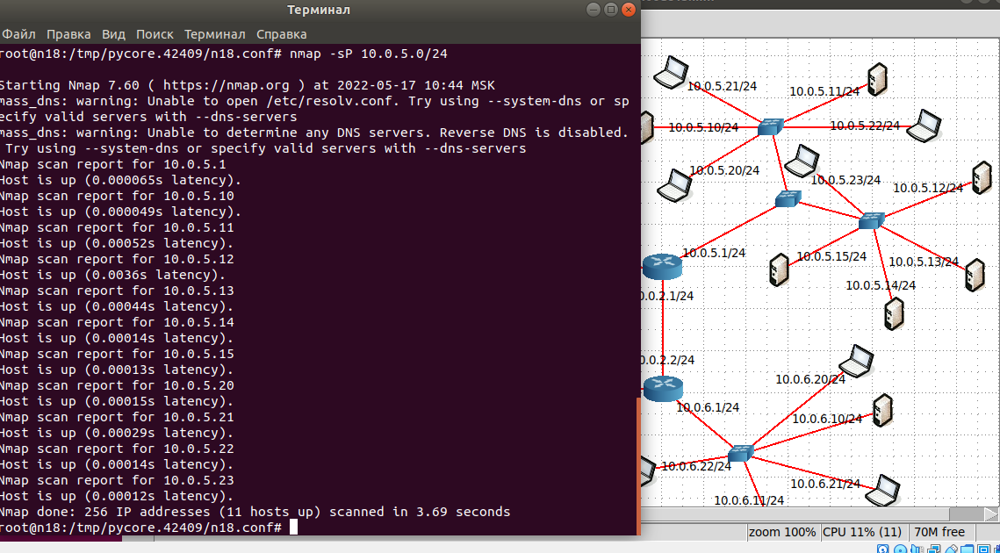 Терминал
Файл Правка Вид Поиск Терминал Справка
root@n18:/tmp/pycore.42409/n18.conf# nmap -sP 10.0.5.0/24
Starting Nmap 7.60 ( https://nmap.org ) at 2022-05-17 10:44 MSK
mass_dns: warning: Unable to open /etc/resolv.conf. Try using --system-dns or sp
ecify valid servers with --dns-servers
mass_dns: warning: Unable to determine any DNS servers. Reverse DNS is disabled.
Try using --system-dns or specify valid servers with --dns-servers
Nmap scan report for 10.0.5.1
Host is up (0.000065s latency).
Nmap scan report for 10.0.5.10
Host is up (0.000049s latency).
Nmap scan report for 10.0.5.11
Host is up (0.00052s latency).
Nmap scan report for 10.0.5.12
Host is up (0.0036s latency).
Nmap scan report for 10.0.5.13
Host is up (0.00044s latency).
Nmap scan report for 10.0.5.14
Host is up (0.00014s latency).
Nmap scan report for 10.0.5.15
Host is up (0.00013s latency).
Nmap scan report for 10.0.5.20
Host is up (0.00015s latency).
Nmap scan report for 10.0.5.21
Host is up (0.00029s latency).
Nmap scan report for 10.0.5.22
Host is up (0.00014s latency).
Nmap scan report for 10.0.5.23
Host is up (0.00012s latency).
Nmap done: 256 IP addresses (11 hosts up) scanned in 3.69 seconds
root@n18:/tmp/pycore.42409/n18.conf#
10.0.5.21/24
10.0.5.11/24
10.0.5.10/24
10.0.5.22/24
10.0.5.20/24
10.0.5.23/24
10.0.5.12/24
10.0.5.1/24
10.0.5.15/24
10.0.5.13/24
10.0.5.14/24
0.0.2.1/24
0.0.2.2/24
10.0.6.20/24
10.0.6.1/24
10.0.6.10/24
10.0.6.22/24
10.0.6.21/24
10.0.6.11/24
zoom 100% CPU 11% (11) 70M free